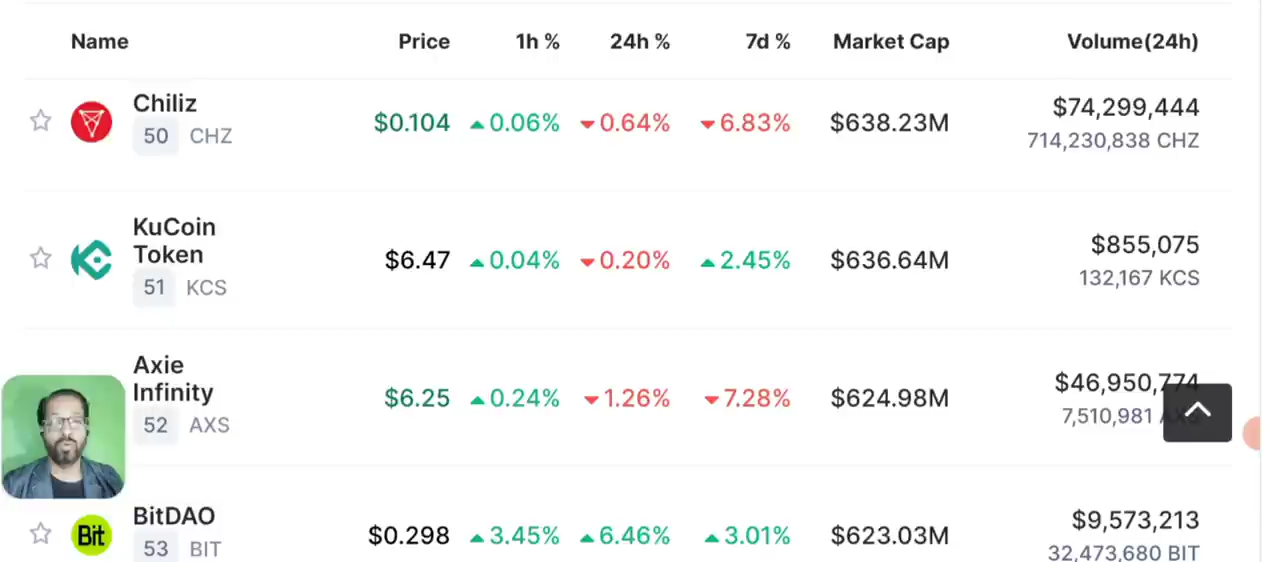 Name Price 1h % 24h % 7d % Market Cap Volume(24h)
Chiliz
50 CHZ
$0.104 0.06% 0.64% 6.83% $638.23M $74,299,444
714,230,838 CHZ
KuCoin
Token
51 KCS
$6.47 0.04% 0.20% 2.45% $636.64M $855,075
132,167 KCS
Axie
Infinity
52 AXS
$6.25 0.24% 1.26% 7.28% $624.98M $46,950,774
7,510,981 AXS
Bit
BitDAO
53 BIT
$0.298 3.45% 6.46% 3.01% $623.03M $9,573,213
32,473,680 BIT